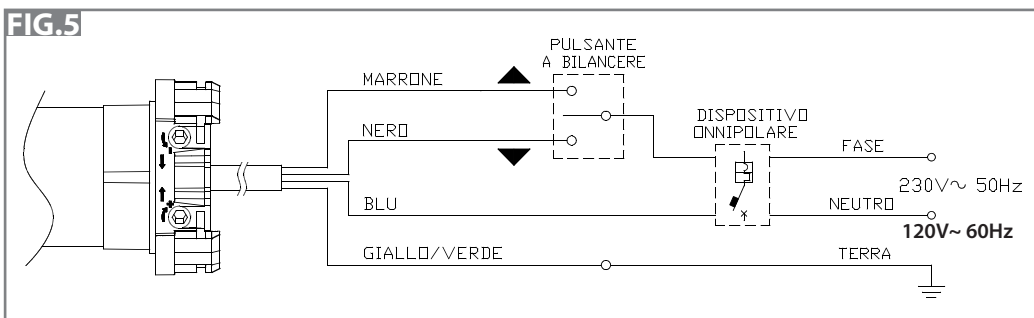 FIG.5
PULSANTE
A BILANCERE
MARRONE
NERO
DISPOSITIVO
ONNIPOLARE
FASE
230V~ 50Hz
BLU
NEUTRO
120V~ 60Hz
GIALLO/VERDE
TERRA